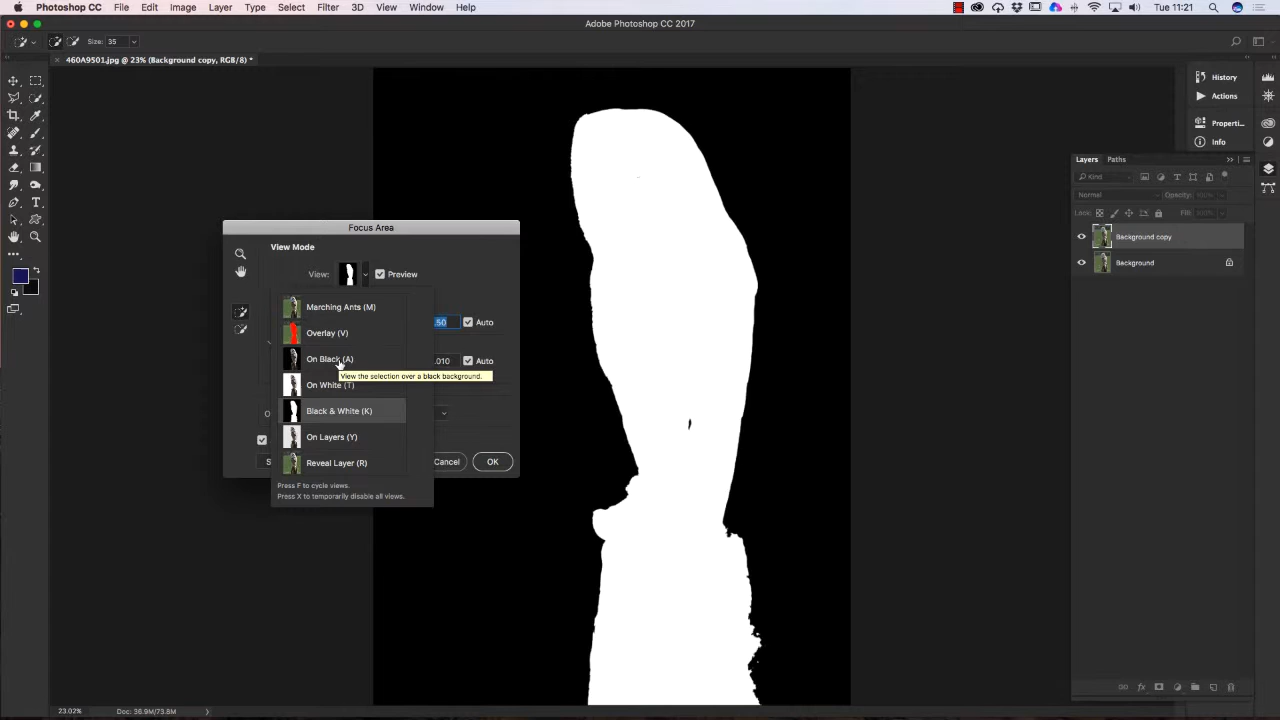 Photoshop CC File Edit Image Layer Type Select Filter 3D View Window Help Tue 11:21
Adobe Photoshop CC 2017
Size: 35
460A9501.jpg @ 23% (Background copy, RGB/8) *
History
Actions
Properti...
Info
Layers Paths
Kind
Normal Opacity:
Lock: Fill:
Background copy
Background
Focus Area
View Mode
View: Preview
Marching Ants (M)
.50 Auto
Overlay (V)
On Black (A)
.010 Auto
View the selection over a black background.
On White (T)
Black & White (K)
On Layers (Y)
Cancel OK
Reveal Layer (R)
Press F to cycle views.
Press X to temporarily disable all views.
23.02% Doc: 36.9M/73.8M